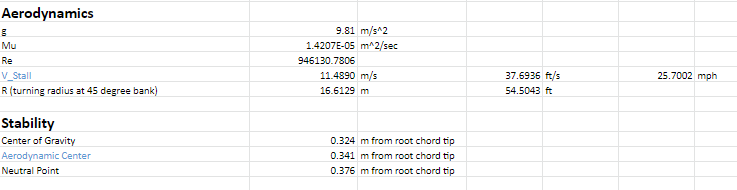 Aerodynamics
g 9.81 m/s^2
Mu 1.4207E-05 m^2/sec
Re 946130.7806
V_Stall 11.4890 m/s 37.6936 ft/s 25.7002 mph
R (turning radius at 45 degree bank) 16.6129 m 54.5043 ft
Stability
Center of Gravity 0.324 m from root chord tip
Aerodynamic Center 0.341 m from root chord tip
Neutral Point 0.376 m from root chord tip